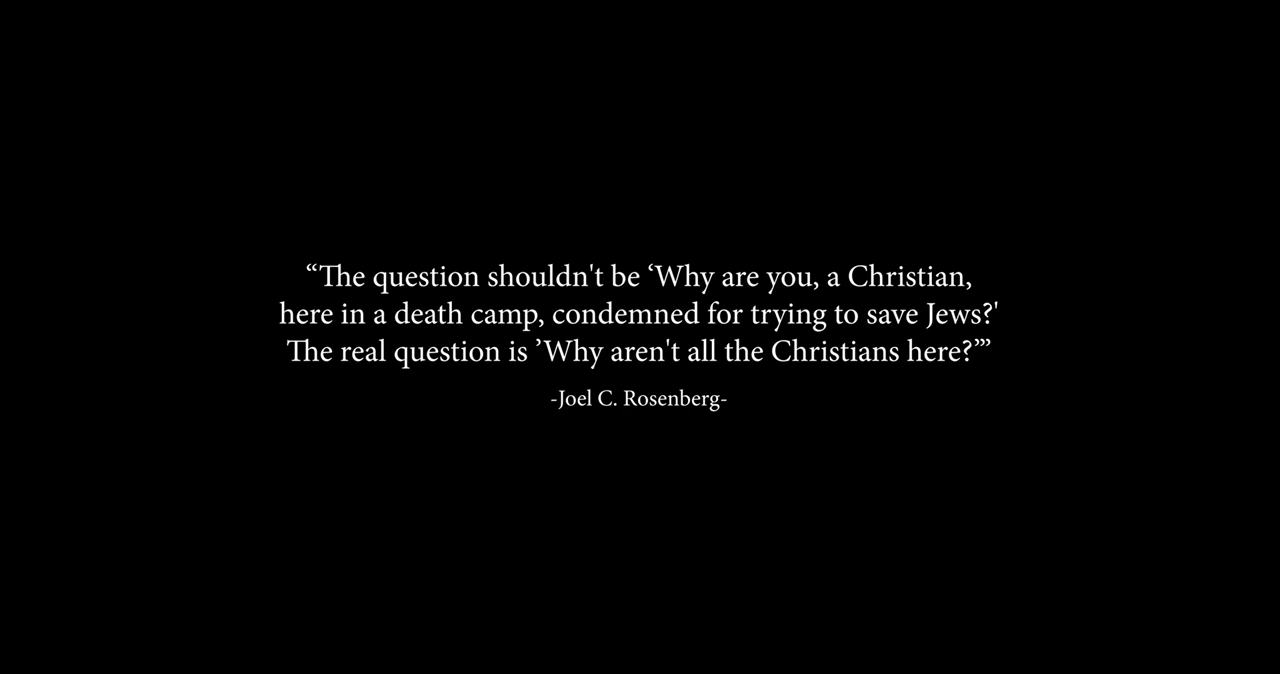 “The question shouldn't be ‘Why are you, a Christian,
here in a death camp, condemned for trying to save Jews?'
The real question is ’Why aren't all the Christians here?’”
-Joel C. Rosenberg-